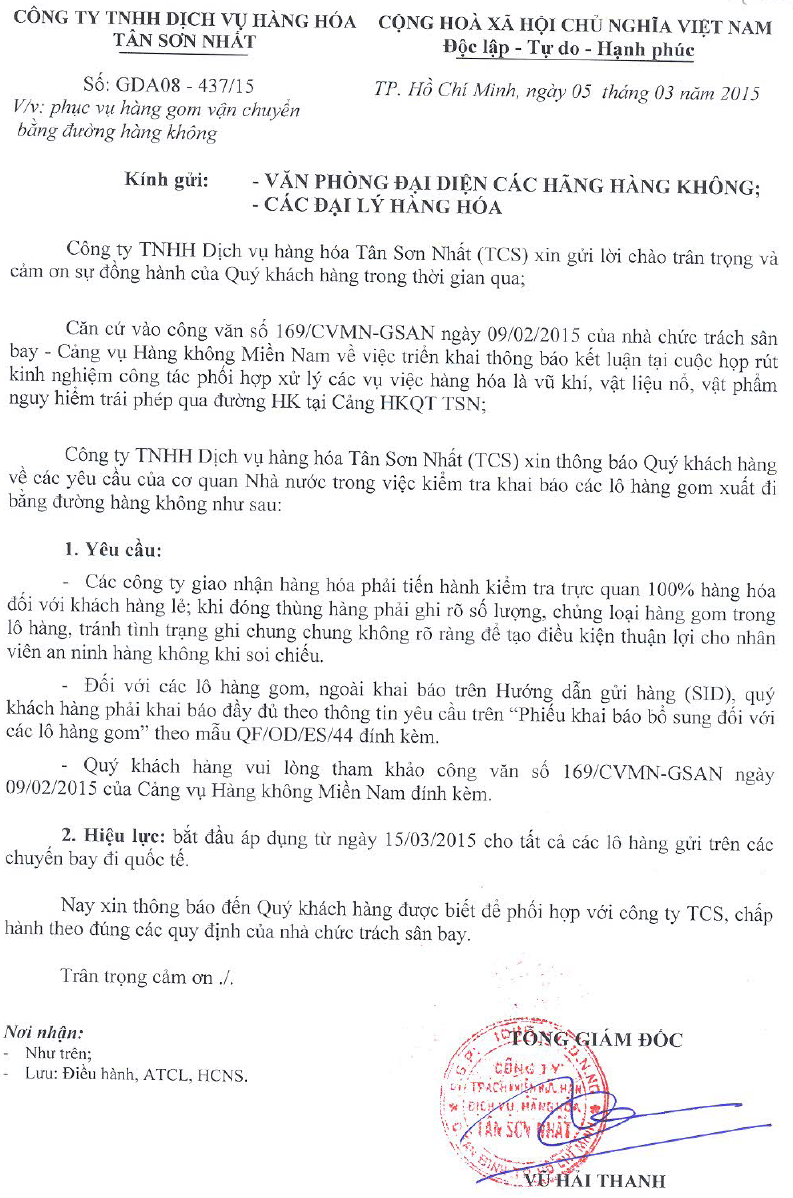 CÔNG TY TNHH DỊCH VỤ HÀNG HÓA
TÂN SƠN NHẤT
CỘNG HOÀ XÃ HỘI CHỦ NGHĨA VIỆT NAM
Độc lập - Tự do - Hạnh phúc
Số: GDA08 - 437/15
V/v: phục vụ hàng gom vận chuyển
bằng đường hàng không
TP. Hồ Chí Minh, ngày 05 tháng 03 năm 2015
Kính gửi: - VĂN PHÒNG ĐẠI DIỆN CÁC HÃNG HÀNG KHÔNG;
- CÁC ĐẠI LÝ HÀNG HÓA
Công ty TNHH Dịch vụ hàng hóa Tân Sơn Nhất (TCS) xin gửi lời chào trân trọng và
cảm ơn sự đồng hành của Quý khách hàng trong thời gian qua;
Căn cứ vào công văn số 169/CVMN-GSAN ngày 09/02/2015 của nhà chức trách sân
bay - Cảng vụ Hàng không Miền Nam về việc triển khai thông báo kết luận tại cuộc họp rút
kinh nghiệm công tác phối hợp xử lý các vụ việc hàng hóa là vũ khí, vật liệu nổ, vật phẩm
nguy hiểm trái phép qua đường HK tại Cảng HKQT TSN;
Công ty TNHH Dịch vụ hàng hóa Tân Sơn Nhất (TCS) xin thông báo Quý khách hàng
về các yêu cầu của cơ quan Nhà nước trong việc kiểm tra khai báo các lô hàng gom xuất đi
bằng đường hàng không như sau:
1. Yêu cầu:
- Các công ty giao nhận hàng hóa phải tiến hành kiểm tra trực quan 100% hàng hóa
đối với khách hàng lẻ; khi đóng thùng hàng phải ghi rõ số lượng, chủng loại hàng gom trong
lô hàng, tránh tình trạng ghi chung chung không rõ ràng để tạo điều kiện thuận lợi cho nhân
viên an ninh hàng không khi soi chiếu.
- Đối với các lô hàng gom, ngoài khai báo trên Hướng dẫn gửi hàng (SID), quý
khách hàng phải khai báo đầy đủ theo thông tin yêu cầu trên “Phiếu khai báo bổ sung đối với
các lô hàng gom” theo mẫu QF/OD/ES/44 đính kèm.
- Quý khách hàng vui lòng tham khảo công văn số 169/CVMN-GSAN ngày
09/02/2015 của Cảng vụ Hàng không Miền Nam đính kèm.
2. Hiệu lực: bắt đầu áp dụng từ ngày 15/03/2015 cho tất cả các lô hàng gửi trên các
chuyến bay đi quốc tế.
Nay xin thông báo đến Quý khách hàng được biết để phối hợp với công ty TCS, chấp
hành theo đúng các quy định của nhà chức trách sân bay.
Trân trọng cảm ơn ./.
Nơi nhận:
- Như trên;
- Lưu: Điều hành, ATCL, HCNS.
TỔNG GIÁM ĐỐC
CÔNG TY
TRÁCH NHIỆM HỮU HẠN
DỊCH VỤ HÀNG HÓA
TÂN SƠN NHẤT
VŨ HẢI THANH